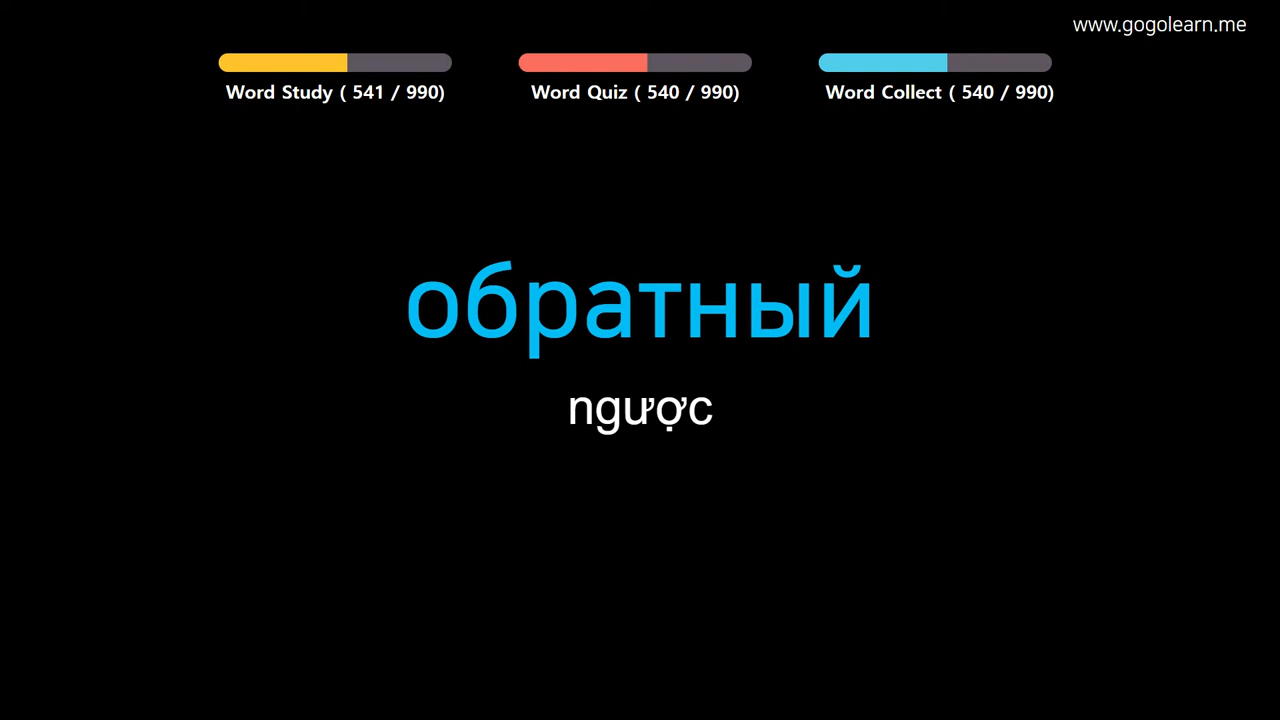 www.gogolearn.me
Word Study ( 541 / 990)
Word Quiz ( 540 / 990)
Word Collect ( 540 / 990)
обратный
ngược